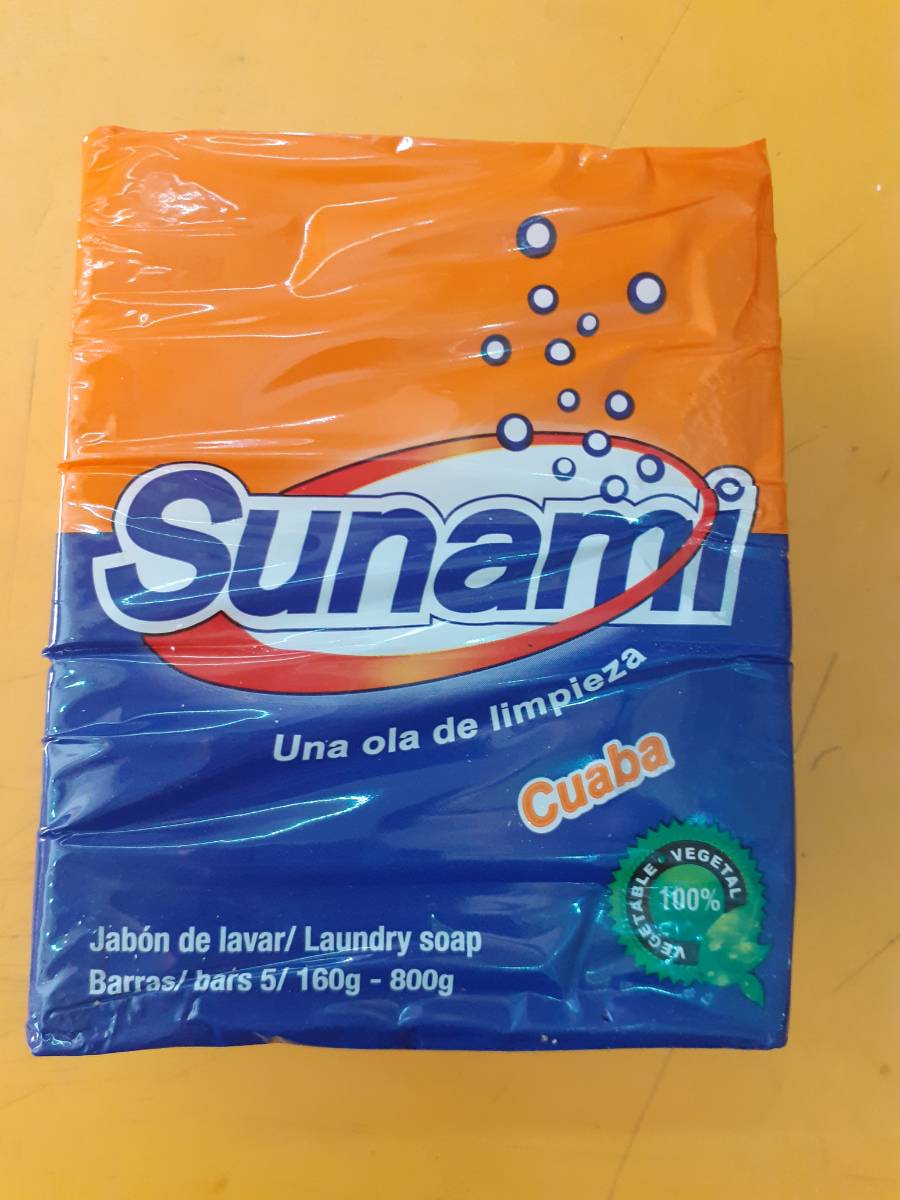 Sunami
Una ola de limpieza
Cuaba
VEGETABLE • VEGETAL
100%
Jabón de lavar/ Laundry soap
Barras/ bars 5/ 160g - 800g